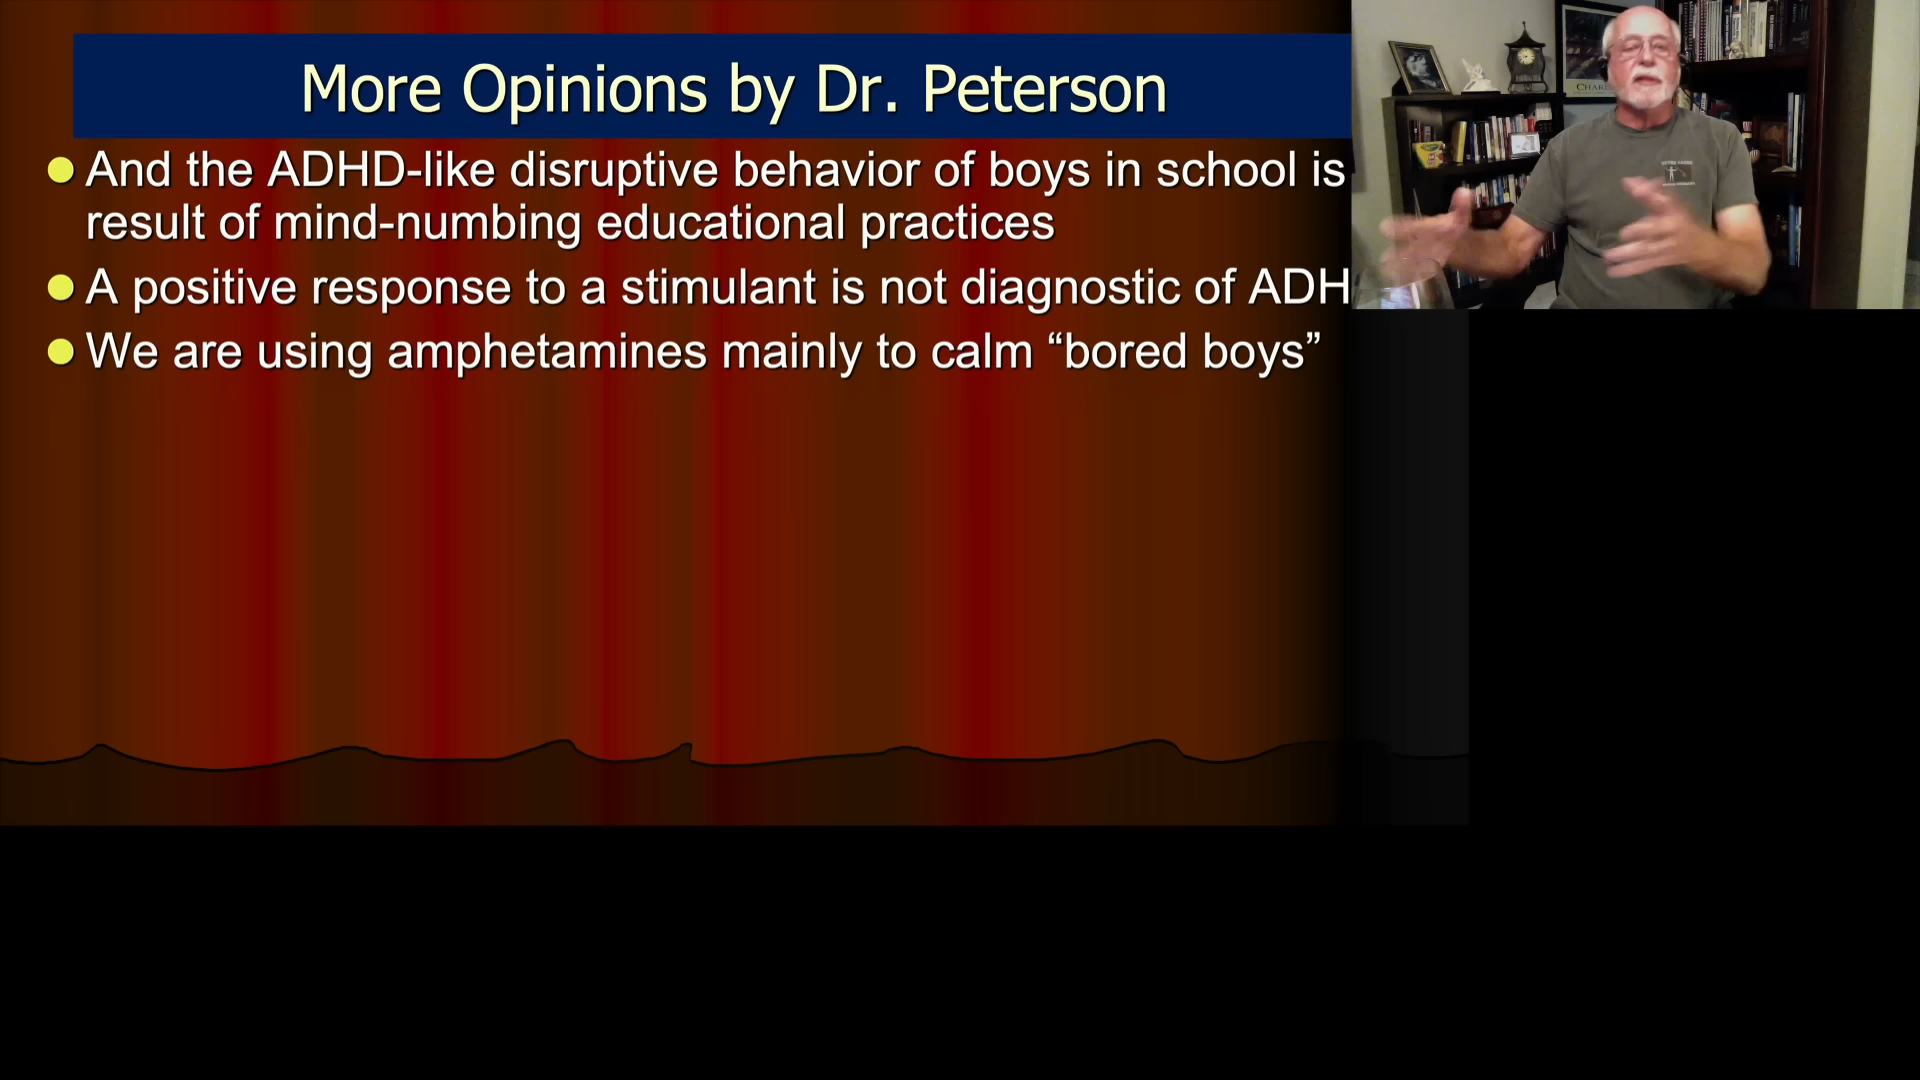 More Opinions by Dr. Peterson
And the ADHD-like disruptive behavior of boys in school is
result of mind-numbing educational practices
A positive response to a stimulant is not diagnostic of ADH
We are using amphetamines mainly to calm “bored boys”